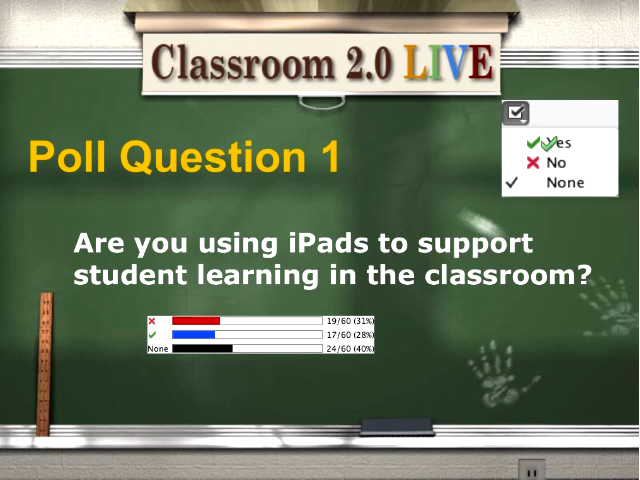 Classroom 2.0 LIVE
Poll Question 1
Yes
No
None
Are you using iPads to support
student learning in the classroom?
19/60 (31%)
17/60 (28%)
None 24/60 (40%)